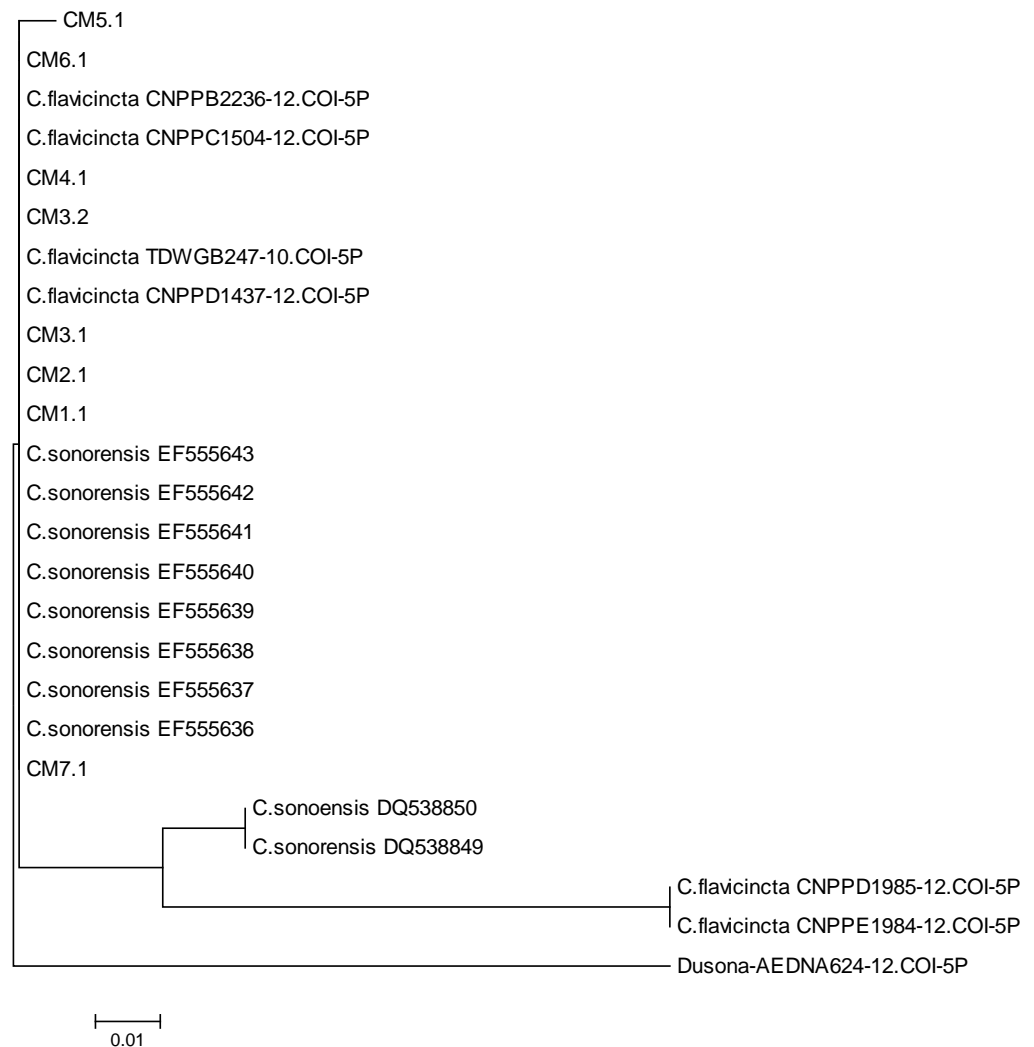 CM5.1
CM6.1
C.flavicincta CNPPB2236-12.COI-5P
C.flavicincta CNPPC1504-12.COI-5P
CM4.1
CM3.2
C.flavicincta TDWGB247-10.COI-5P
C.flavicincta CNPPD1437-12.COI-5P
CM3.1
CM2.1
CM1.1
C.sonorensis EF555643
C.sonorensis EF555642
C.sonorensis EF555641
C.sonorensis EF555640
C.sonorensis EF555639
C.sonorensis EF555638
C.sonorensis EF555637
C.sonorensis EF555636
CM7.1
C.sonoensis DQ538850
C.sonorensis DQ538849
C.flavicincta CNPPD1985-12.COI-5P
C.flavicincta CNPPE1984-12.COI-5P
Dusona-AEDNA624-12.COI-5P
0.01